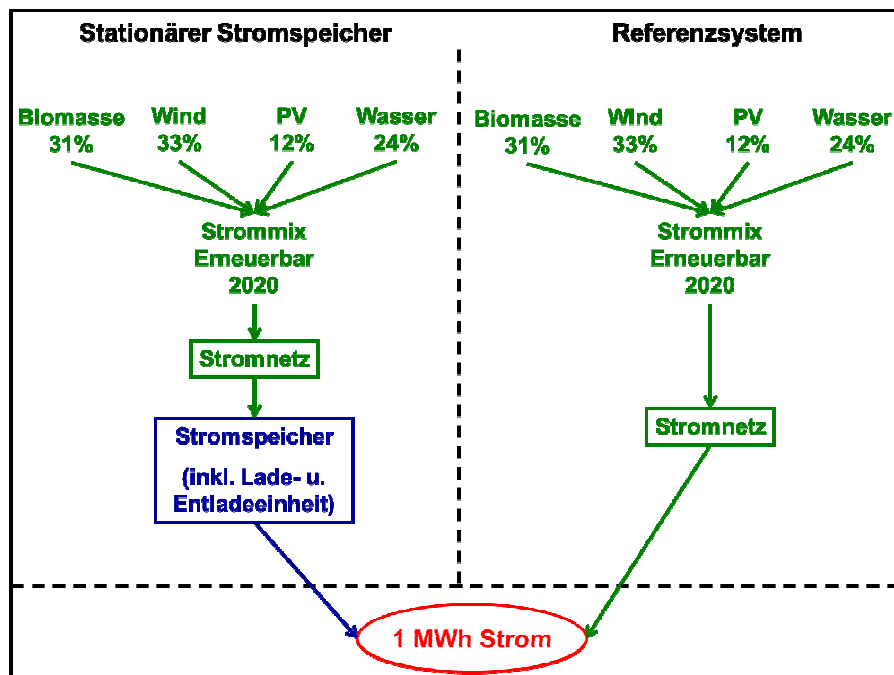 Stationärer Stromspeicher
Biomasse 31%
Wind 33%
PV 12%
Wasser 24%
Strommix
Erneuerbar
2020
Stromnetz
Stromspeicher
(inkl. Lade- u.
Entladeeinheit)
Referenzsystem
Biomasse 31%
Wind 33%
PV 12%
Wasser 24%
Strommix
Erneuerbar
2020
Stromnetz
1 MWh Strom